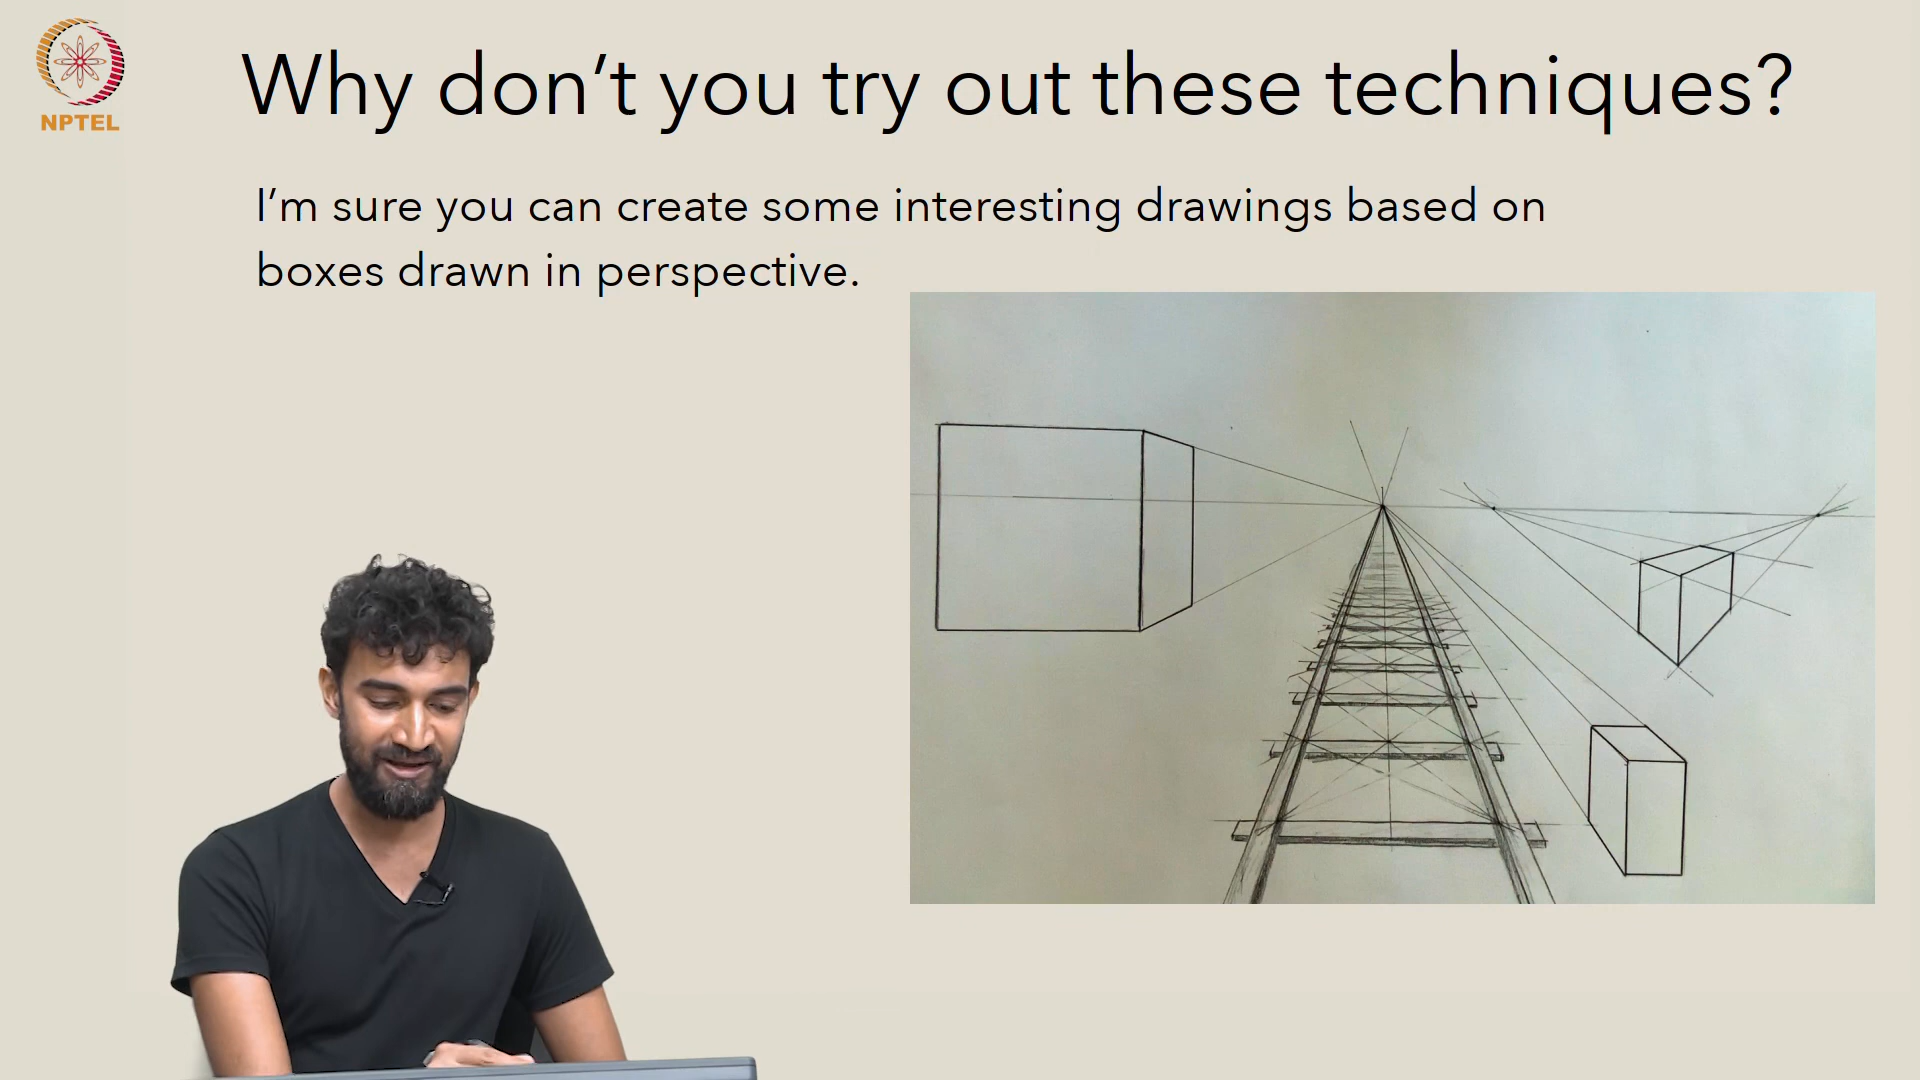 NPTEL
Why don’t you try out these techniques?
I’m sure you can create some interesting drawings based on
boxes drawn in perspective.